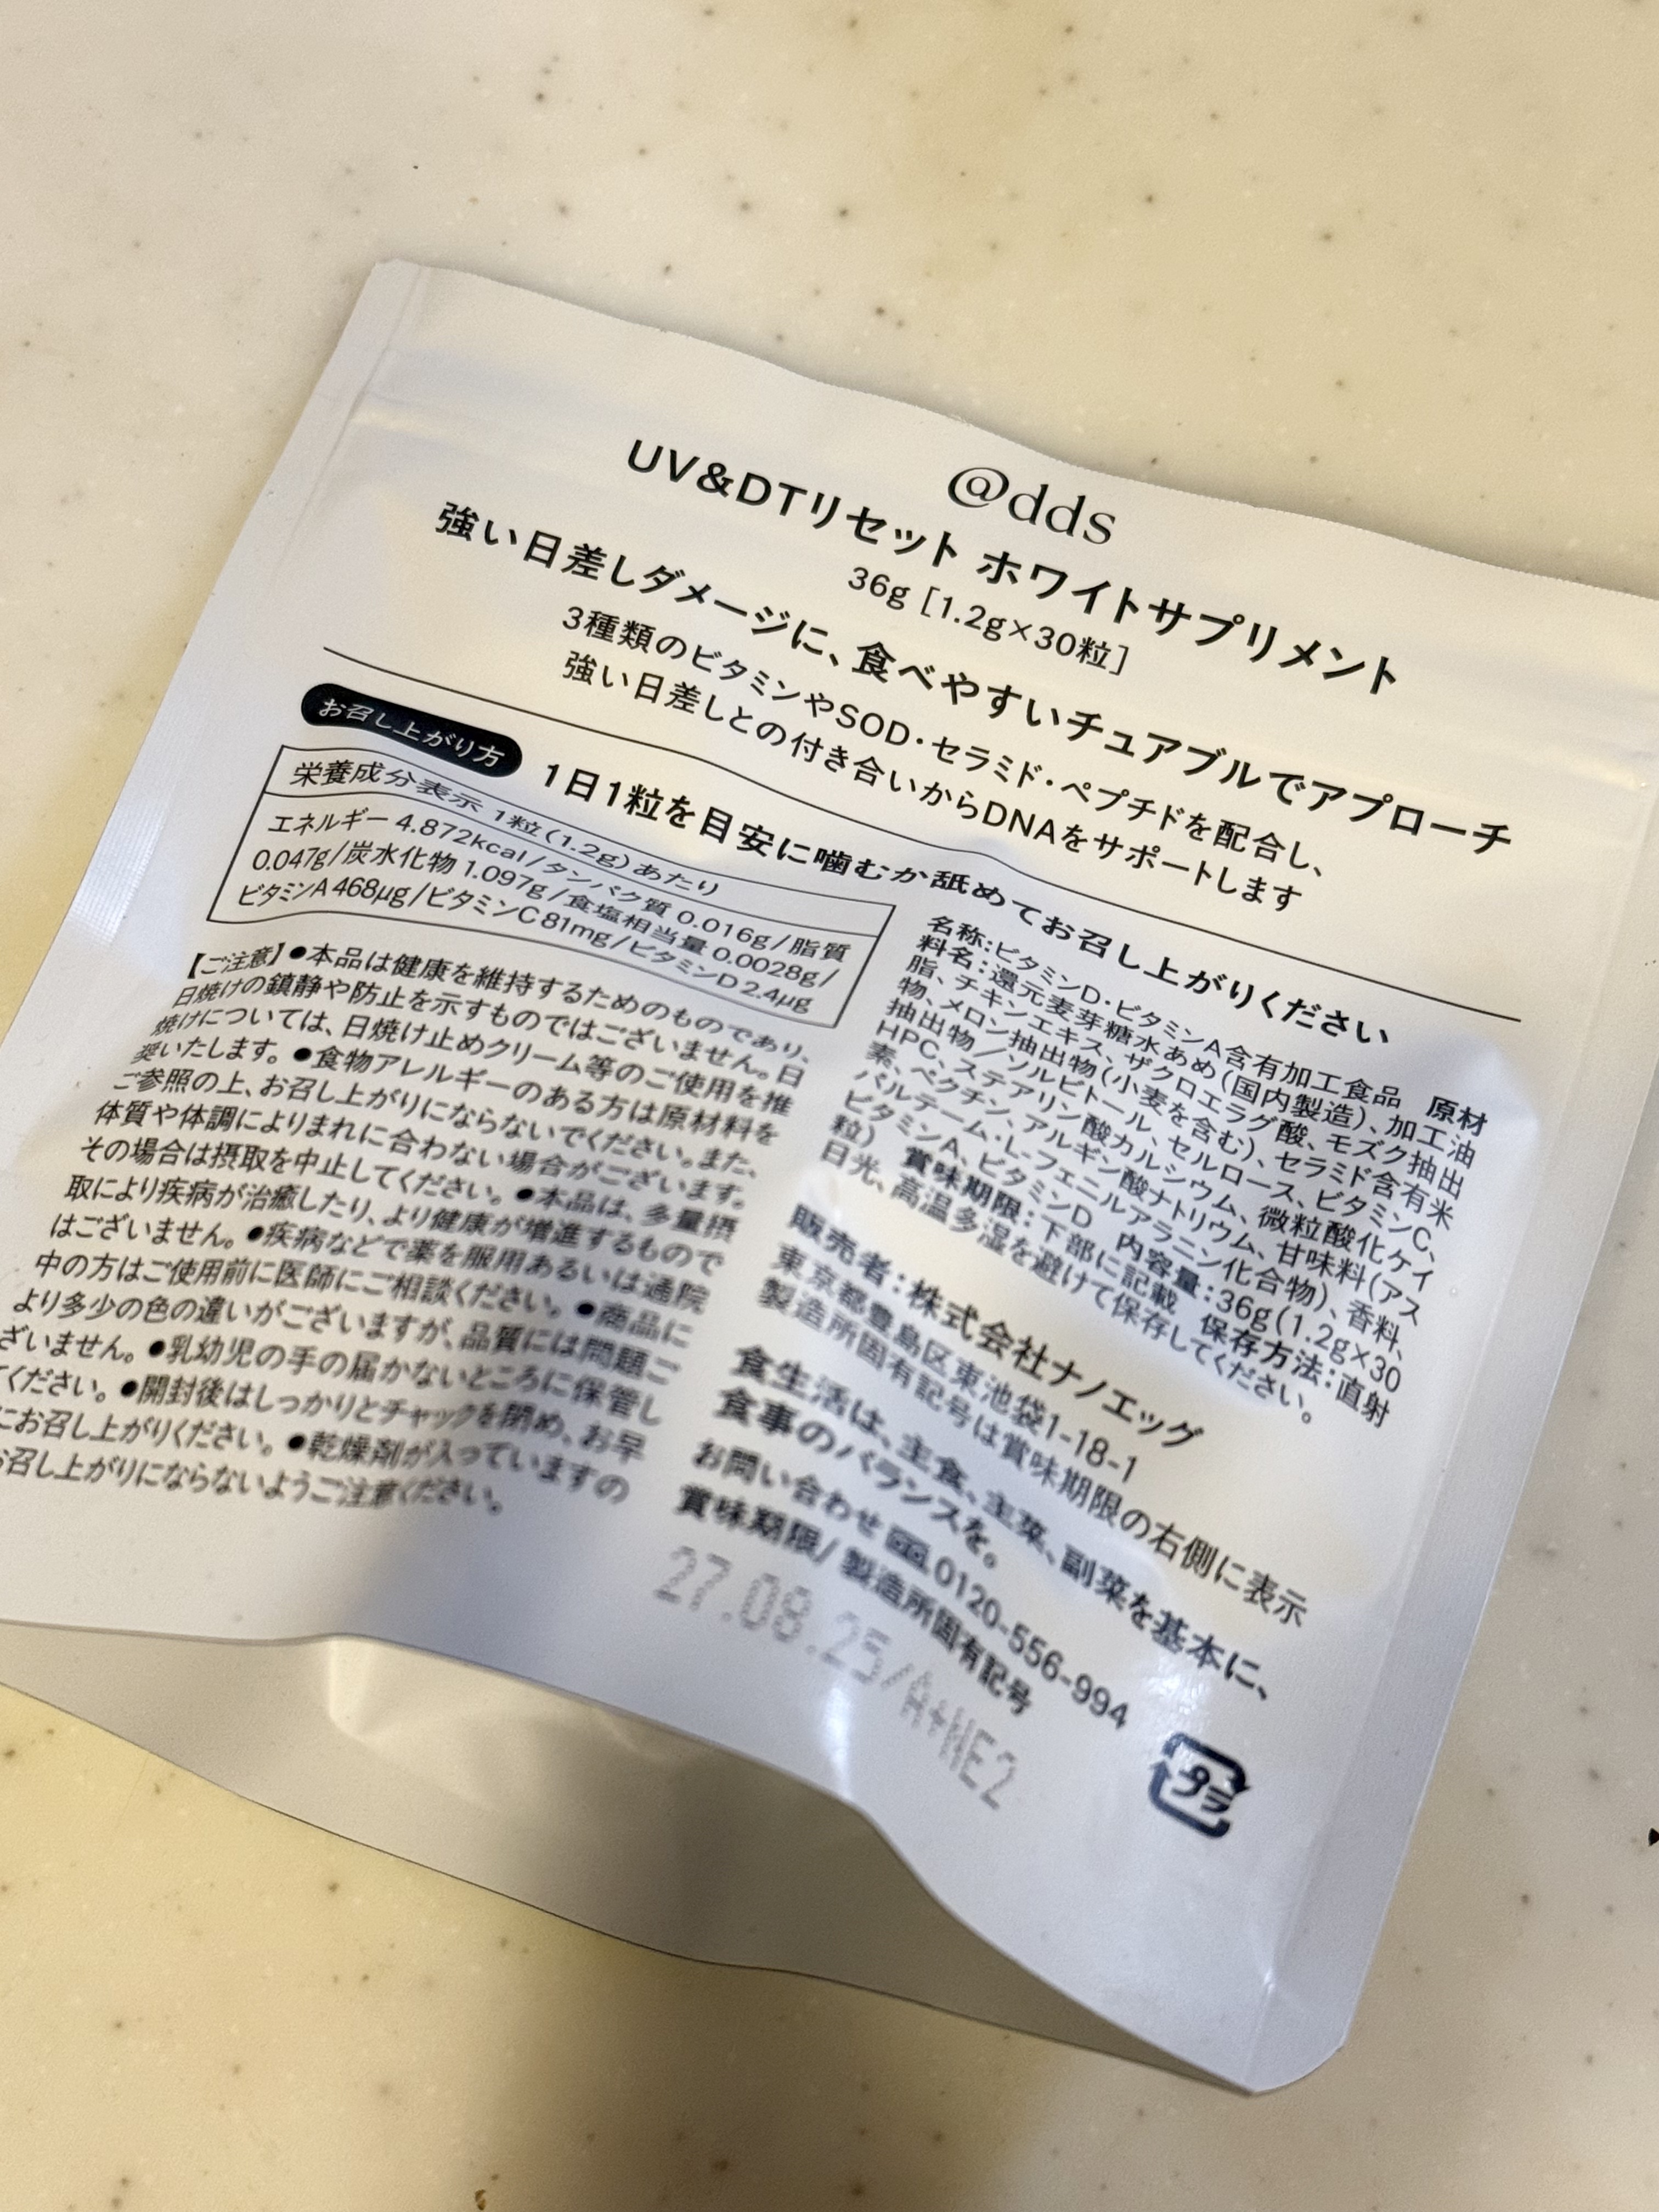 @dds
UV&DTリセット ホワイトサプリメント
36g [1.2g×30粒]
強い日差しダメージに、食べやすいチュアブルでアプローチ
3種類のビタミンやSOD・セラミド・ペプチドを配合し、
強い日差しとの付き合いからDNAをサポートします
お召し上がり方
1日1粒を目安に噛むか舐めてお召し上がりください
栄養成分表示 1粒(1.2g)あたり
エネルギー 4.872kcal/タンパク質 0.016g/脂質
0.047g/炭水化物 1.097g/食塩相当量 0.0028g/
ビタミンA 468μg/ビタミンC 81mg/ビタミンD 2.4μg
【ご注意】●本品は健康を維持するためのものであり、
日焼けの鎮静や防止を示すものではございません。日
焼けについては、日焼け止めクリーム等のご使用を推
奨いたします。●食物アレルギーのある方は原材料を
ご参照の上、お召し上がりにならないでください。また、
体質や体調によりまれに合わない場合がございます。
その場合は摂取を中止してください。●本品は、多量摂
取により疾病が治癒したり、より健康が増進するもので
はございません。●疾病などで薬を服用あるいは通院
中の方はご使用前に医師にご相談ください。●商品に
より多少の色の違いがございますが、品質には問題ご
ざいません。●乳幼児の手の届かないところに保管し
てください。●開封後はしっかりとチャックを閉め、お早
にお召し上がりください。●乾燥剤が入っていますの
お召し上がりにならないようご注意ください。
名称:ビタミンD・ビタミンA含有加工食品 原材
料名:還元麦芽糖水あめ(国内製造)、加工油
脂、チキンエキス、ザクロエラグ酸、モズク抽出
物、メロン抽出物(小麦を含む)、セラミド含有米
抽出物/ソルビトール、セルロース、ビタミンC、
HPC、ステアリン酸カルシウム、微粒酸化ケイ
素、ペクチン、アルギン酸ナトリウム、甘味料(アス
パルテーム・L-フェニルアラニン化合物)、香料、
ビタミンA、ビタミンD 内容量:36g(1.2g×30
粒) 賞味期限:下部に記載 保存方法:直射
日光、高温多湿を避けて保存してください。
販売者:株式会社ナノエッグ
東京都豊島区東池袋1-18-1
製造所固有記号は賞味期限の右側に表示
食生活は、主食、主菜、副菜を基本に、
食事のバランスを。
お問い合わせ 0120-556-994
賞味期限/製造所固有記号
27.08.25/A+NE2
プラ